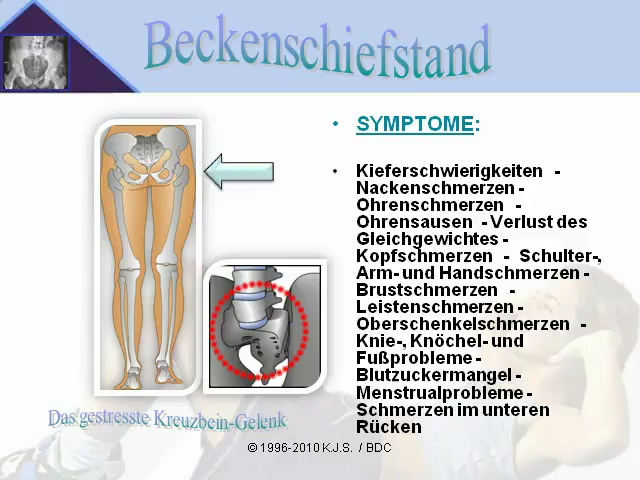 Beckenschiefstand
• SYMPTOME:
• Kieferschwierigkeiten -
Nackenschmerzen -
Ohrenschmerzen -
Ohrensausen - Verlust des
Gleichgewichtes -
Kopfschmerzen - Schulter-,
Arm- und Handschmerzen -
Brustschmerzen -
Leistenschmerzen -
Oberschenkelschmerzen -
Knie-, Knöchel- und
Fußprobleme -
Blutzuckermangel -
Menstrualprobleme -
Schmerzen im unteren
Rücken
Das gestresste Kreuzbein-Gelenk
© 1996-2010 K.J.S. / BDC